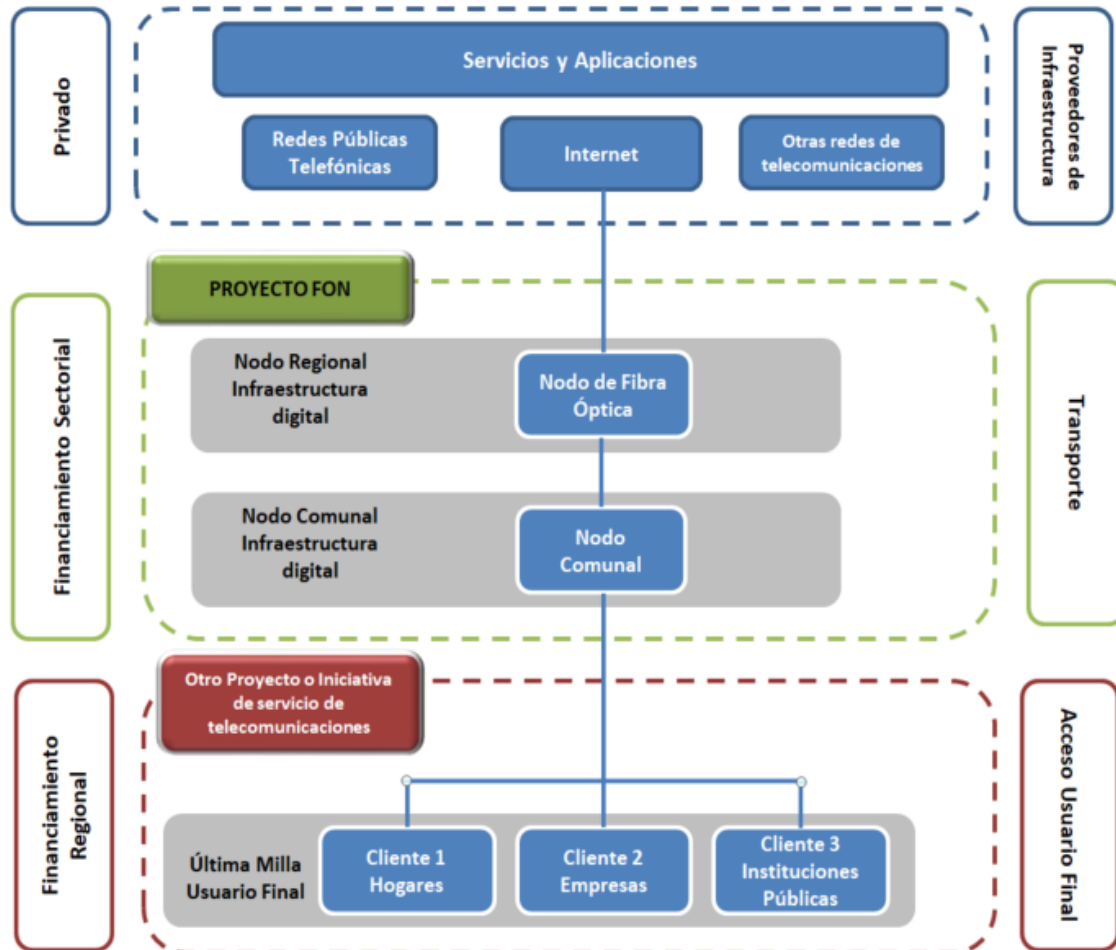 Privado
Servicios y Aplicaciones
Redes Públicas
Telefónicas
Internet
Otras redes de
telecomunicaciones
Proveedores de
Infraestructura
Financiamiento Sectorial
PROYECTO FON
Nodo Regional
Infraestructura
digital
Nodo de Fibra
Óptica
Nodo Comunal
Infraestructura
digital
Nodo
Comunal
Transporte
Financiamiento
Regional
Otro Proyecto o Iniciativa
de servicio de
telecomunicaciones
Última Milla
Usuario Final
Cliente 1
Hogares
Cliente 2
Empresas
Cliente 3
Instituciones
Públicas
Acceso Usuario Final